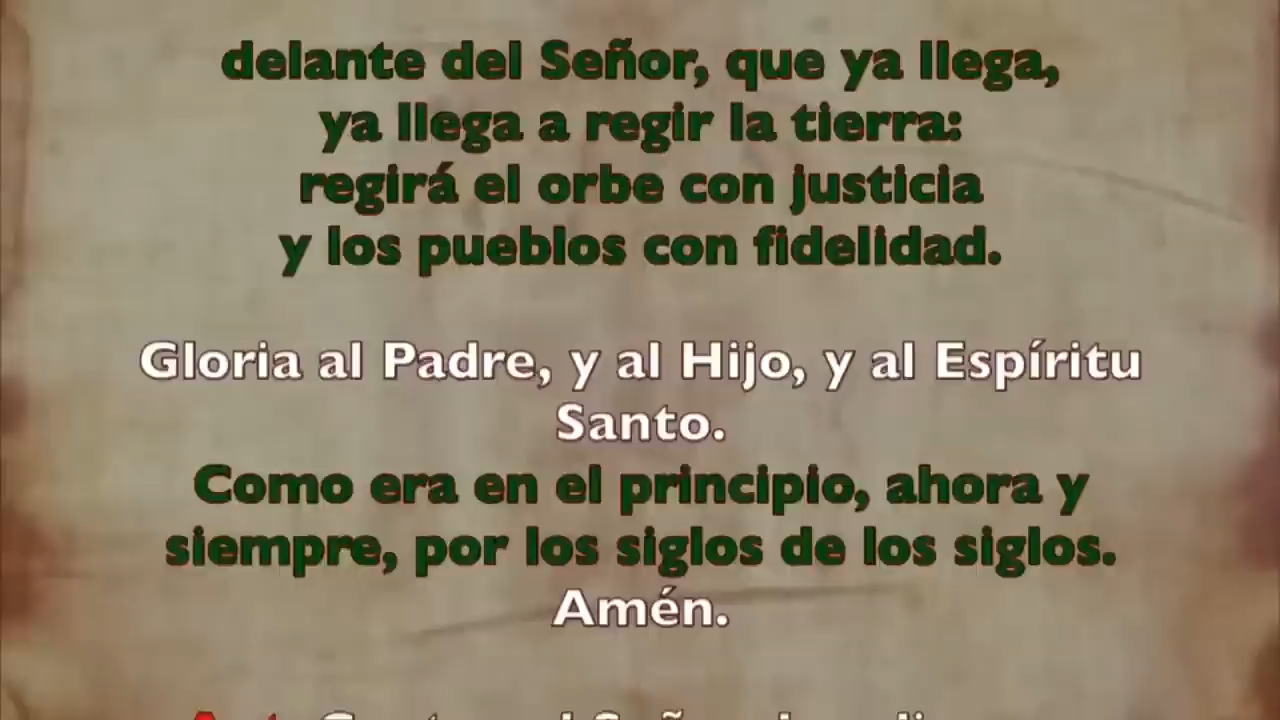 delante del Señor, que ya llega,
ya llega a regir la tierra:
regirá el orbe con justicia
y los pueblos con fidelidad.
Gloria al Padre, y al Hijo, y al Espíritu
Santo.
Como era en el principio, ahora y
siempre, por los siglos de los siglos.
Amén.